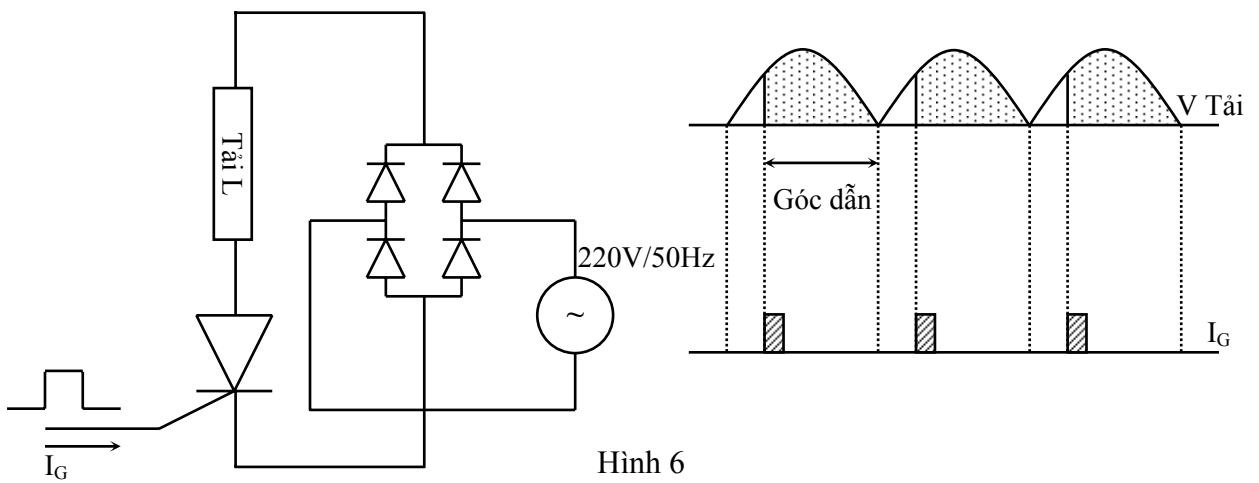 Tải L
220V/50Hz
~
I_G
V Tải
Góc dẫn
I_G
Hình 6